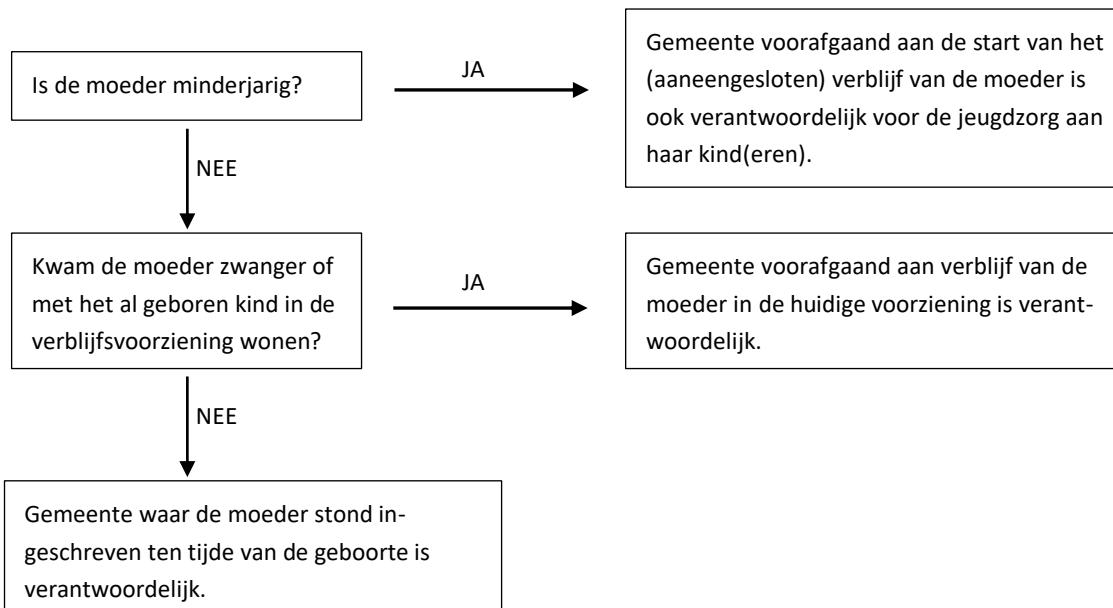 Is de moeder minderjarig?
JA
Gemeente voorafgaand aan de start van het
(aaneengesloten) verblijf van de moeder is
ook verantwoordelijk voor de jeugdzorg aan
haar kind(eren).
NEE
Kwam de moeder zwanger of
met het al geboren kind in de
verblijfsvoorziening wonen?
JA
Gemeente voorafgaand aan verblijf van de
moeder in de huidige voorziening is verant-
woordelijk.
NEE
Gemeente waar de moeder stond in-
geschreven ten tijde van de geboorte is
verantwoordelijk.